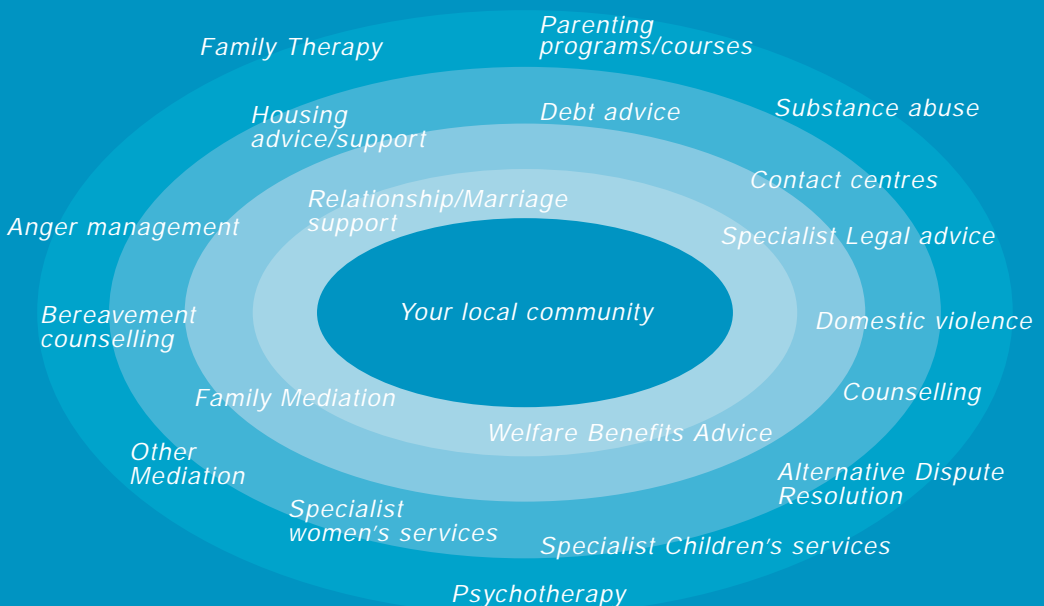 Family Therapy
Parenting
programs/courses
Housing
advice/support
Debt advice
Substance abuse
Contact centres
Relationship/Marriage
support
Anger management
Specialist Legal advice
Your local community
Bereavement
counselling
Domestic violence
Family Mediation
Counselling
Welfare Benefits Advice
Other
Mediation
Alternative Dispute
Resolution
Specialist
women's services
Specialist Children's services
Psychotherapy